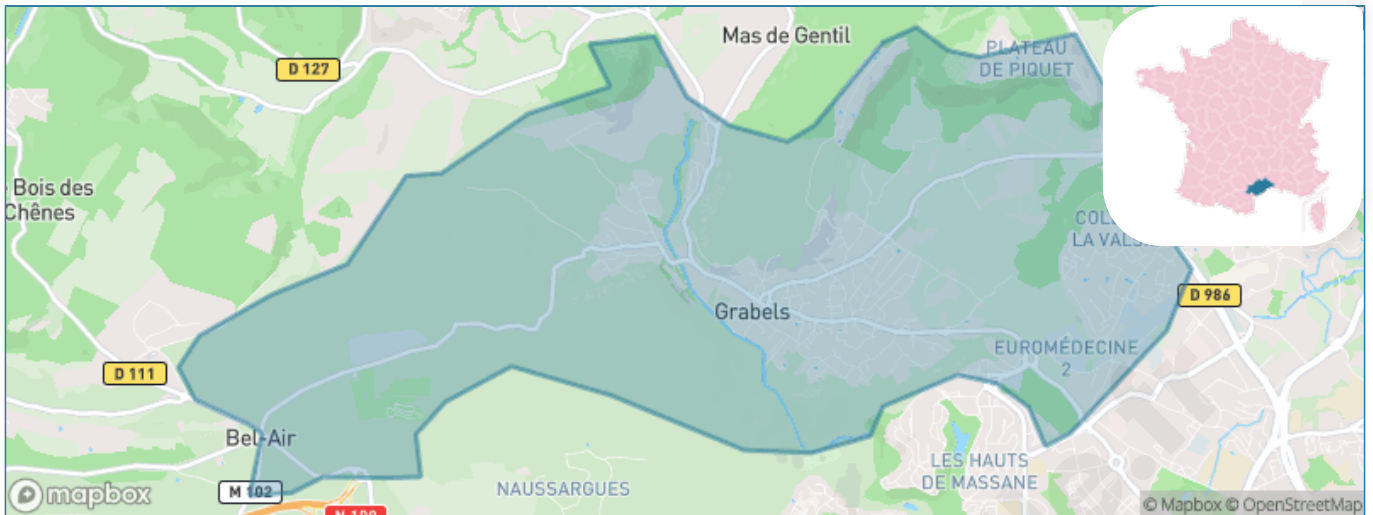 Mas de Gentil
PLATEAU
DE PIQUET
D 127
Bois des
Chênes
COL
LA VALS
D 986
Grabels
EUROMÉDECINE
2
D 111
Bel-Air
LES HAUTS
DE MASSANE
NAUSSARGUES
M 102
N 109
mapbox
© Mapbox © OpenStreetMap